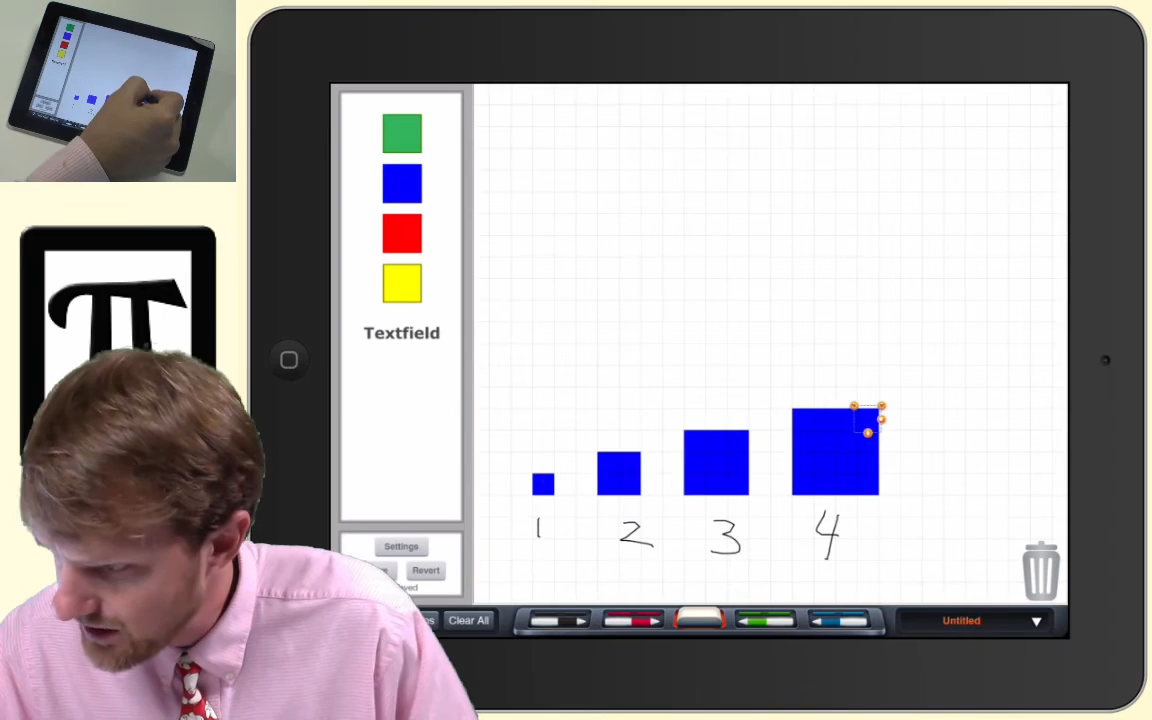 π
Textfield
1 2 3 4
Settings
Revert
Clear All
Untitled